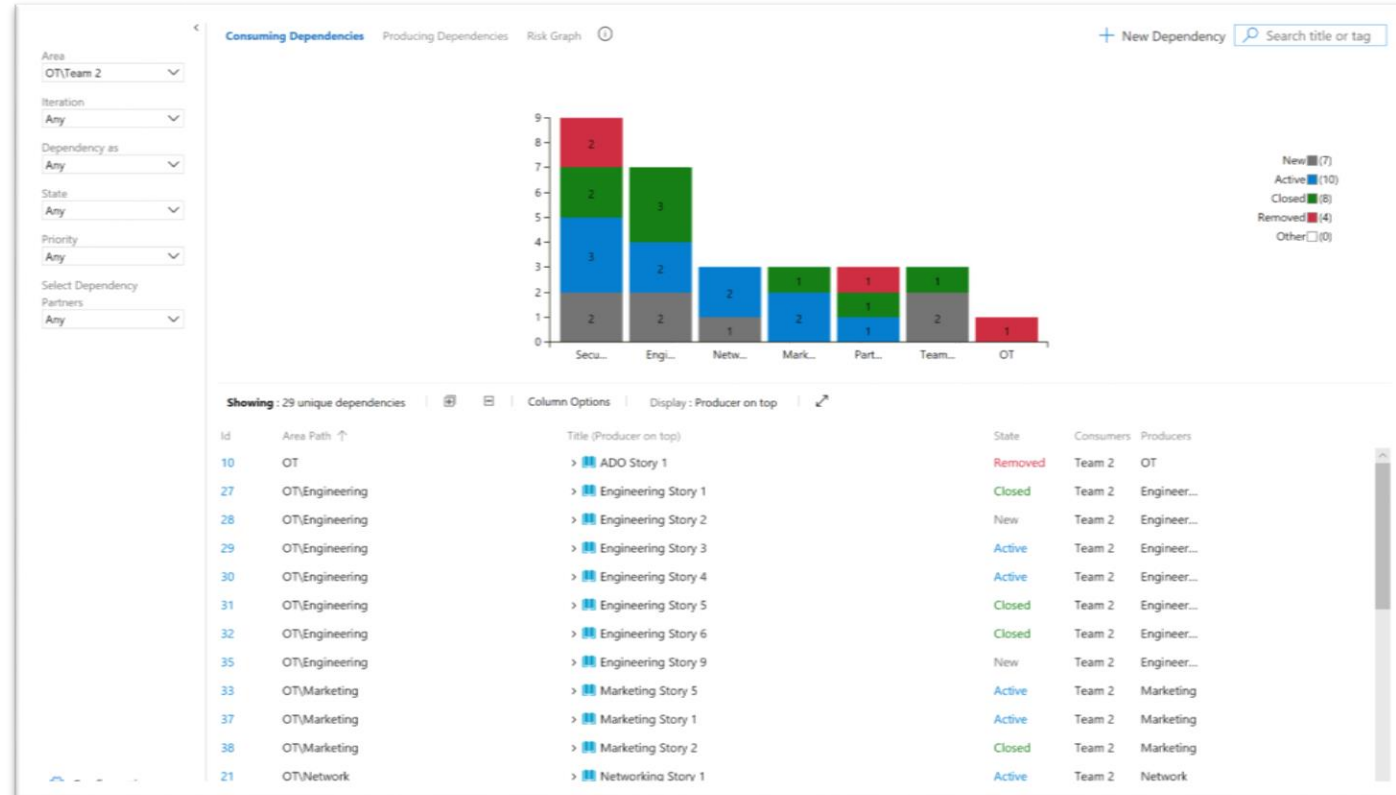 Consuming Dependencies Producing Dependencies Risk Graph
New Dependency Search title or tag
Area
OT\Team 2
Iteration
Any
Dependency as
Any
State
Any
Priority
Any
Select Dependency
Partners
Any
9
8
7
6
5
4
3
2
1
0
2
2
3
2
3
2
2
2
1
1
2
1
1
1
1
2
1
Secu... Engi... Netw... Mark... Part... Team... OT
New (7)
Active (10)
Closed (8)
Removed (4)
Other (0)
Showing : 29 unique dependencies Column Options Display : Producer on top
Id Area Path Title (Producer on top) State Consumers Producers
10 OT ADO Story 1 Removed Team 2 OT
27 OT\Engineering Engineering Story 1 Closed Team 2 Engineer...
28 OT\Engineering Engineering Story 2 New Team 2 Engineer...
29 OT\Engineering Engineering Story 3 Active Team 2 Engineer...
30 OT\Engineering Engineering Story 4 Active Team 2 Engineer...
31 OT\Engineering Engineering Story 5 Closed Team 2 Engineer...
32 OT\Engineering Engineering Story 6 Closed Team 2 Engineer...
35 OT\Engineering Engineering Story 9 New Team 2 Engineer...
33 OT\Marketing Marketing Story 5 Active Team 2 Marketing
37 OT\Marketing Marketing Story 1 Active Team 2 Marketing
38 OT\Marketing Marketing Story 2 Closed Team 2 Marketing
21 OT\Network Networking Story 1 Active Team 2 Network